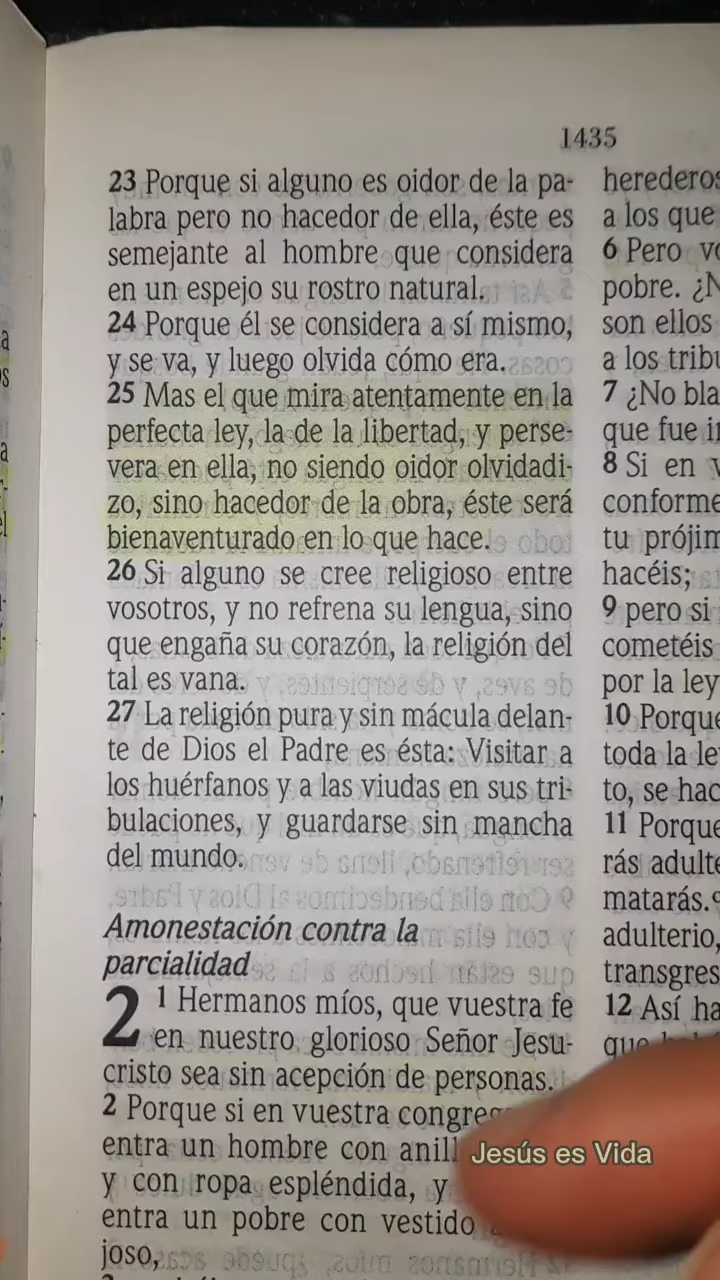 1435
23 Porque si alguno es oidor de la pa-
labra pero no hacedor de ella, éste es
semejante al hombre que considera
en un espejo su rostro natural.
24 Porque él se considera a sí mismo,
y se va, y luego olvida cómo era.
25 Mas el que mira atentamente en la
perfecta ley, la de la libertad, y perse-
vera en ella, no siendo oidor olvidadi-
zo, sino hacedor de la obra, éste será
bienaventurado en lo que hace.
26 Si alguno se cree religioso entre
vosotros, y no refrena su lengua, sino
que engaña su corazón, la religión del
tal es vana.
27 La religión pura y sin mácula delan-
te de Dios el Padre es ésta: Visitar a
los huérfanos y a las viudas en sus tri-
bulaciones, y guardarse sin mancha
del mundo.
Amonestación contra la
parcialidad
2 1 Hermanos míos, que vuestra fe
en nuestro glorioso Señor Jesu-
cristo sea sin acepción de personas.
2 Porque si en vuestra congre
entra un hombre con anill
y con ropa espléndida, y
entra un pobre con vestido
joso,
herederos
a los que
6 Pero vo
pobre. ¿N
son ellos
a los tribu
7 ¿No bla
que fue i
8 Si en v
conforme
tu prójim
hacéis;
9 pero si
cometéis
por la ley
10 Porque
toda la le
to, se hac
11 Porque
rás adulte
matarás.
adulterio,
transgres
12 Así ha
que
Jesús es Vida